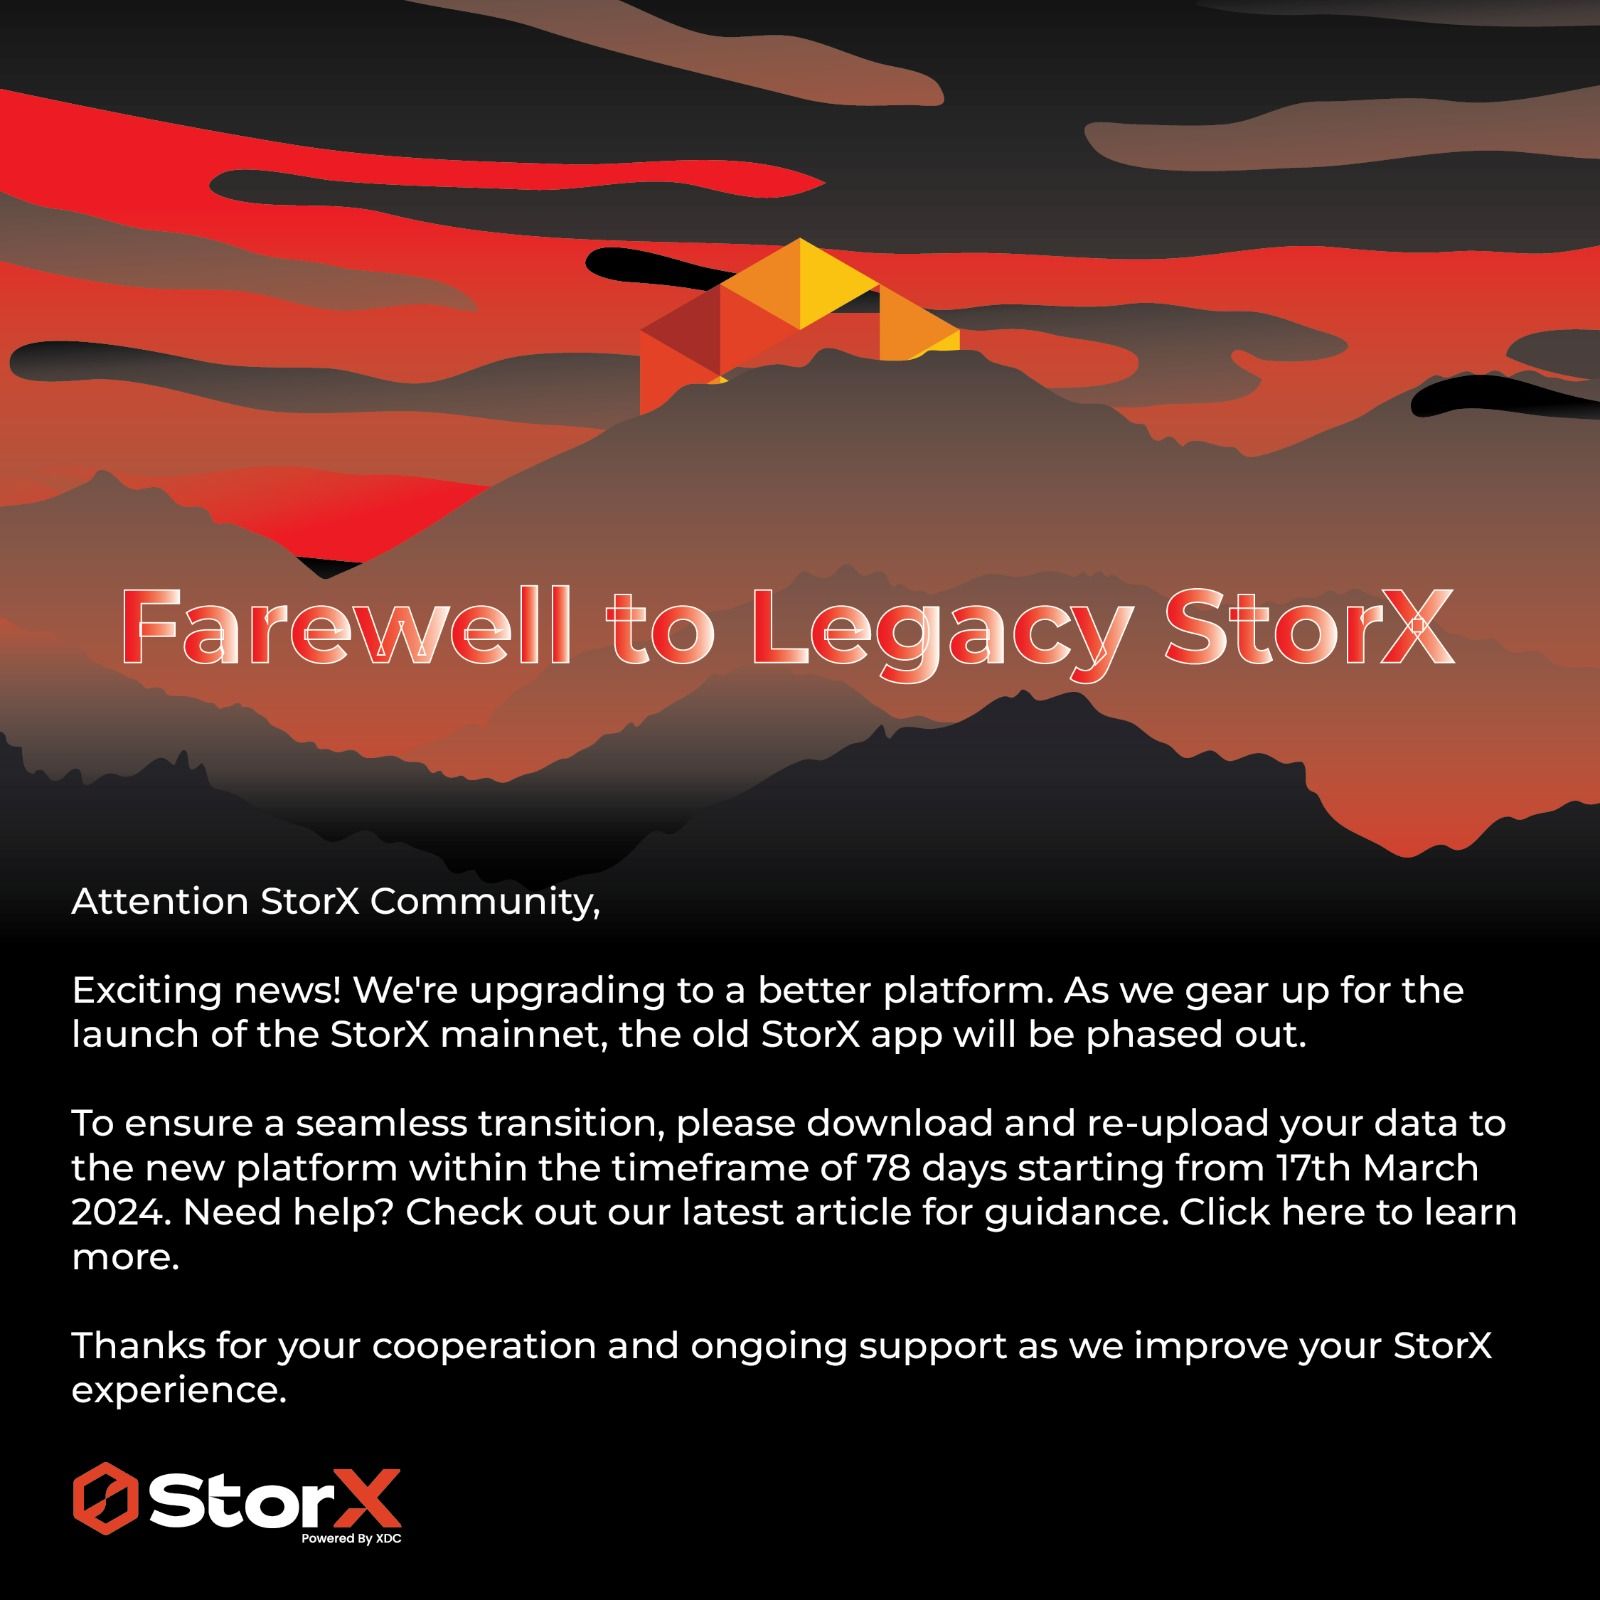 Farewell to Legacy StorX
Attention StorX Community,
Exciting news! We're upgrading to a better platform. As we gear up for the
launch of the StorX mainnet, the old StorX app will be phased out.
To ensure a seamless transition, please download and re-upload your data to
the new platform within the timeframe of 78 days starting from 17th March
2024. Need help? Check out our latest article for guidance. Click here to learn
more.
Thanks for your cooperation and ongoing support as we improve your StorX
experience.
StorX
Powered By XDC